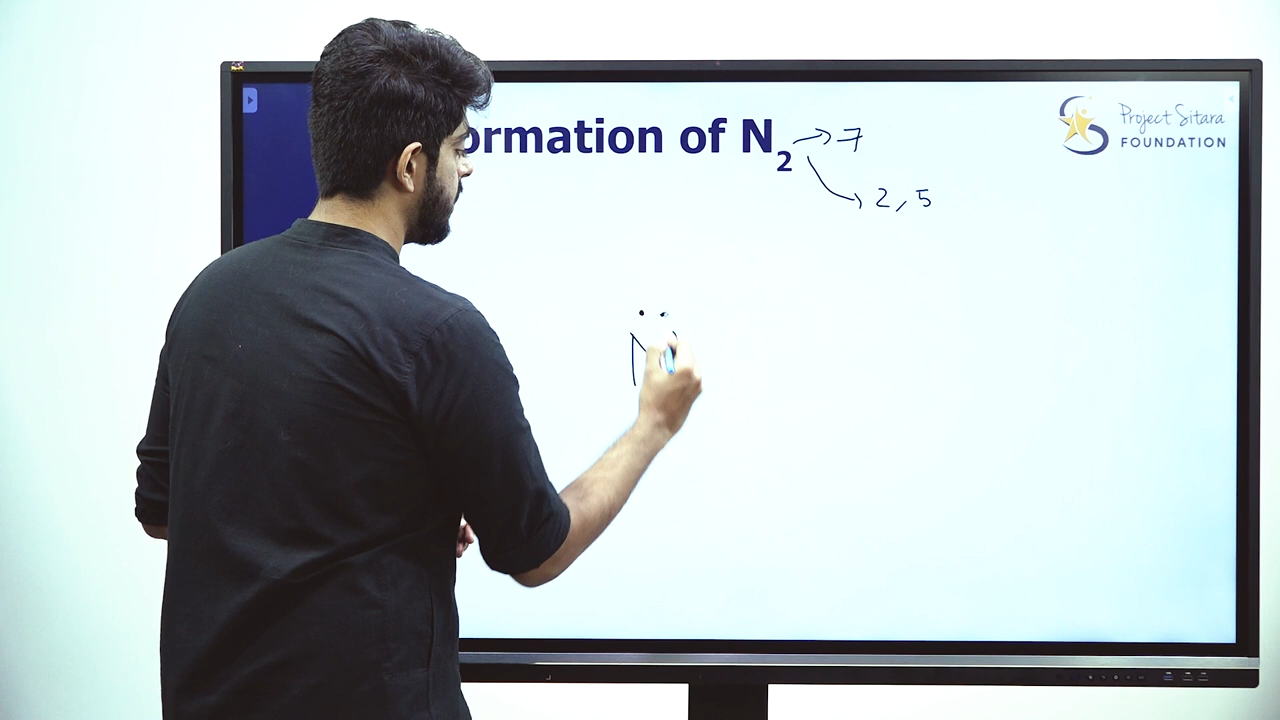 ormation of N₂ → 7
→ 2, 5
Project Sitara
FOUNDATION
N